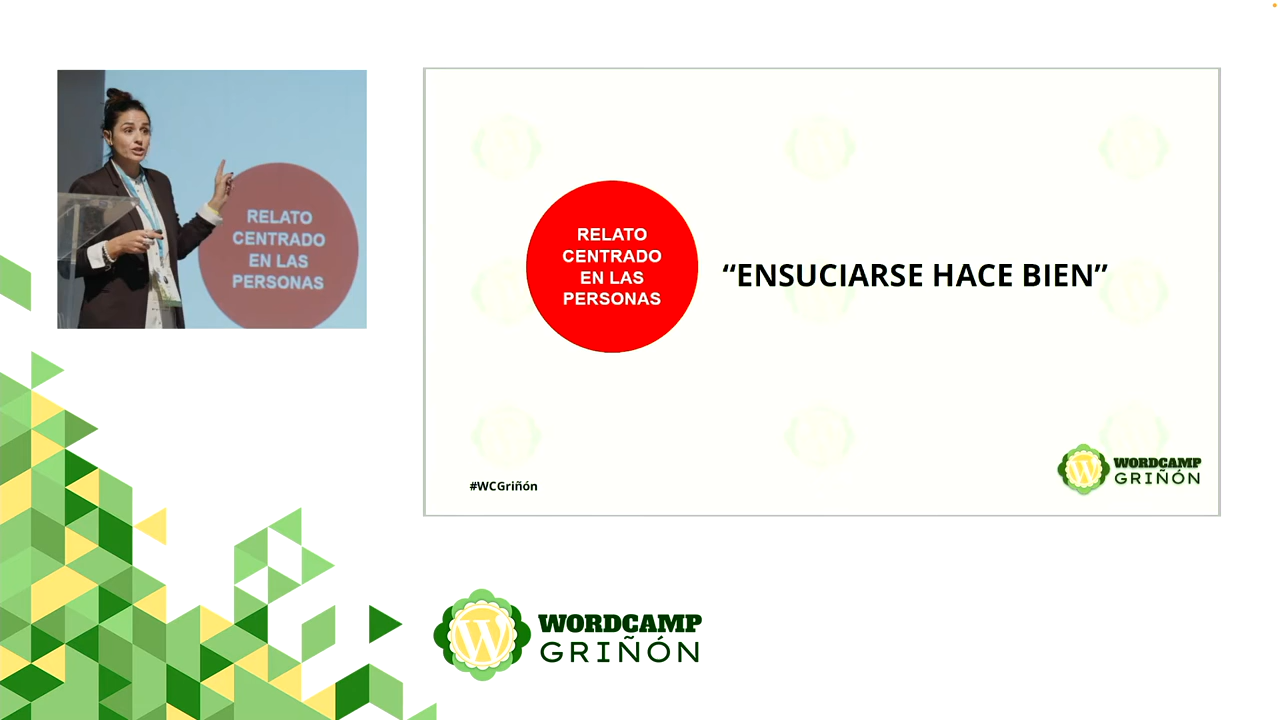 RELATO
CENTRADO
EN LAS
PERSONAS
RELATO
CENTRADO
EN LAS
PERSONAS
“ENSUCIARSE HACE BIEN”
#WCGriñón
WORDCAMP
GRIÑÓN
WORDCAMP
GRIÑÓN